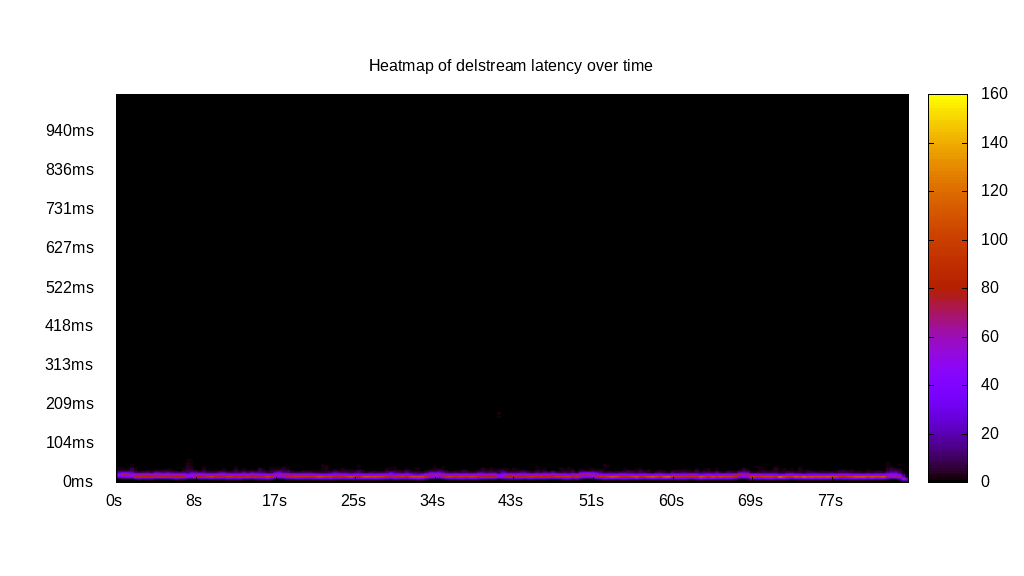 Heatmap of delstream latency over time
940ms
836ms
731ms
627ms
522ms
418ms
313ms
209ms
104ms
0ms
0s 8s 17s 25s 34s 43s 51s 60s 69s 77s
160
140
120
100
80
60
40
20
0